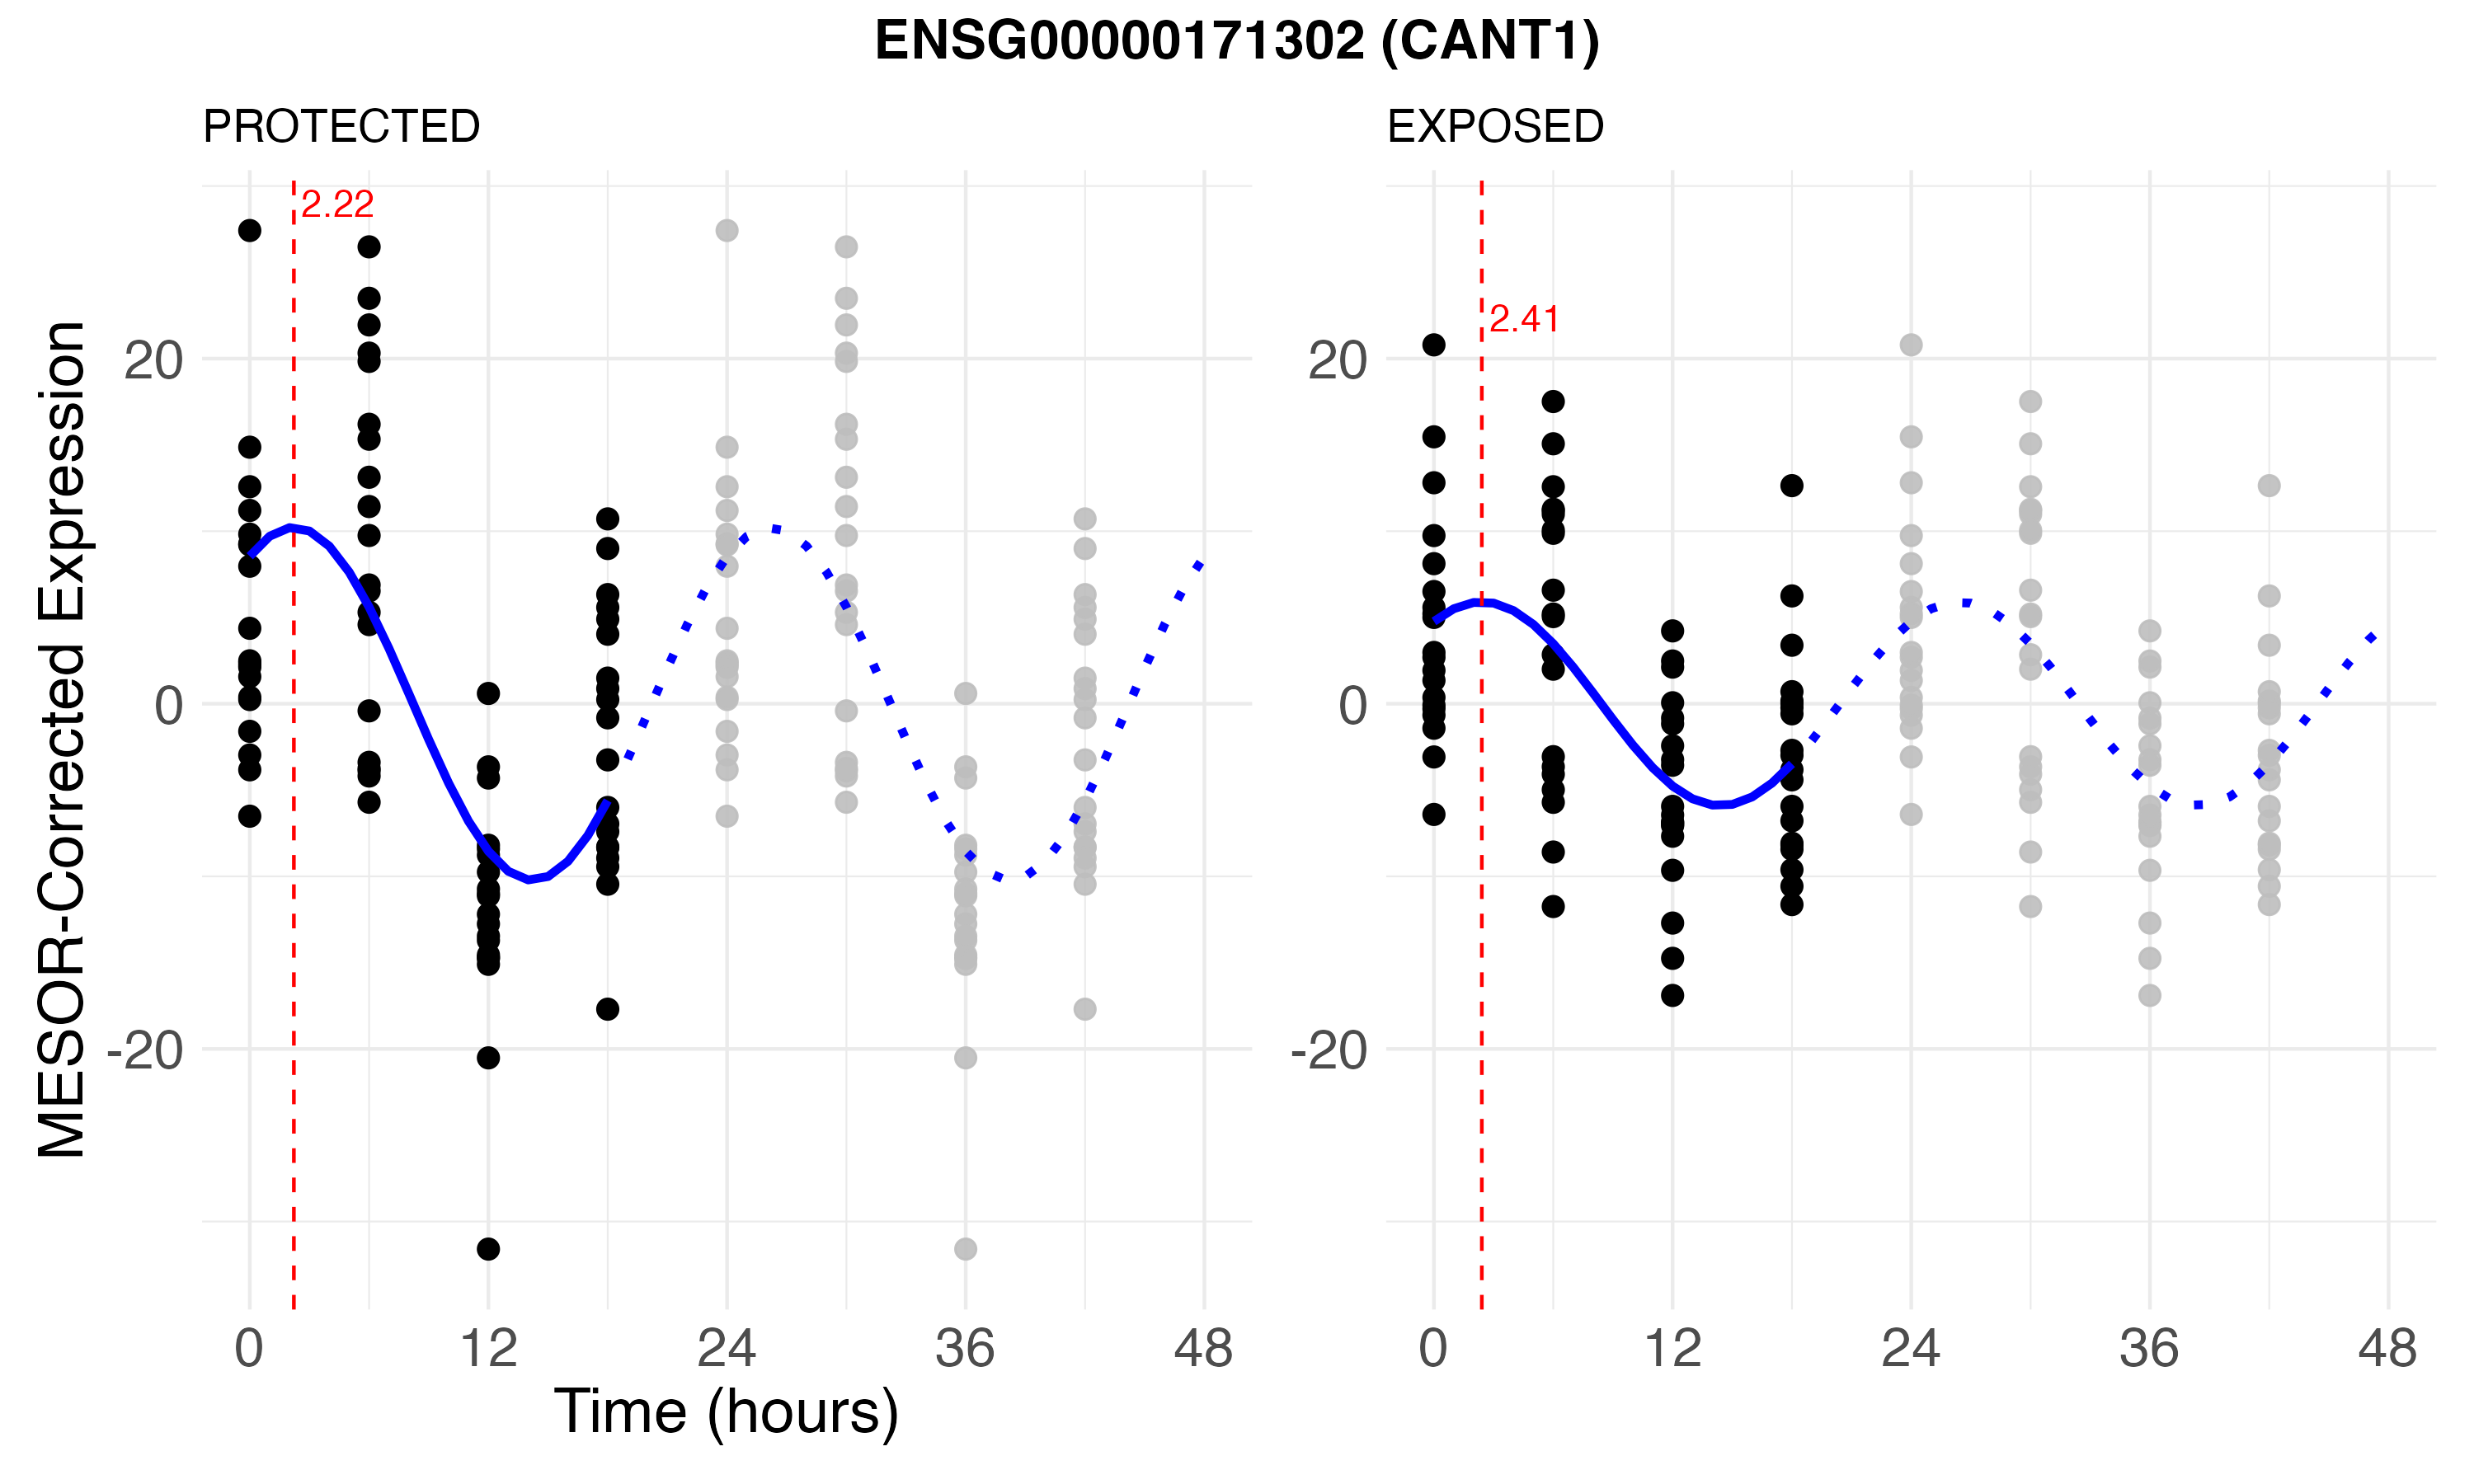 ENSG00000171302 (CANT1)
PROTECTED
EXPOSED
2.22
2.41
20
0
-20
20
0
-20
MESOR-Corrected Expression
0 12 24 36 48
0 12 24 36 48
Time (hours)